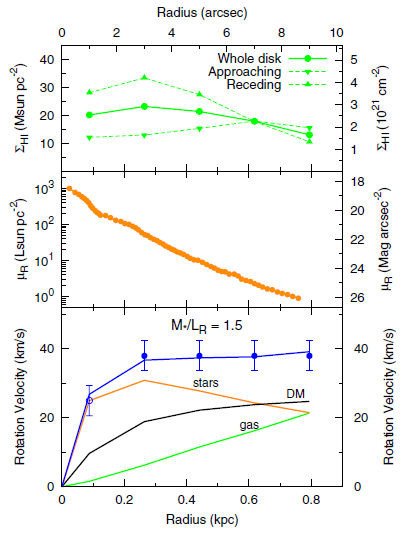 Radius (arcsec)
0 2 4 6 8 10
Σ_HI (Msun pc^-2)
40
30
20
10
Whole disk
Approaching
Receding
5
4
3
2
1
Σ_HI (10^21 cm^-2)
μ_R (Lsun pc^-2)
10^3
10^2
10^1
10^0
18
20
22
24
26
μ_R (Mag arcsec^-2)
Rotation Velocity (km/s)
40
20
0
M_*/L_R = 1.5
stars
DM
gas
40
20
0
Rotation Velocity (km/s)
0 0.2 0.4 0.6 0.8
Radius (kpc)